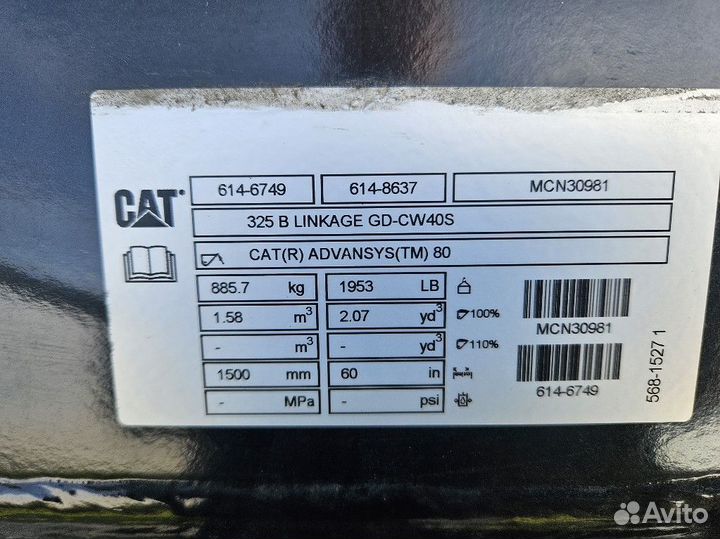 CAT
614-6749 614-8637 MCN30981
325 B LINKAGE GD-CW40S
CAT(R) ADVANSYS(TM) 80
885.7 kg 1953 LB
1.58 m³ 2.07 yd³ 100%
- m³ - yd³ 110%
1500 mm 60 in
- MPa - psi
MCN30981
614-6749
568-1527 1
Avito